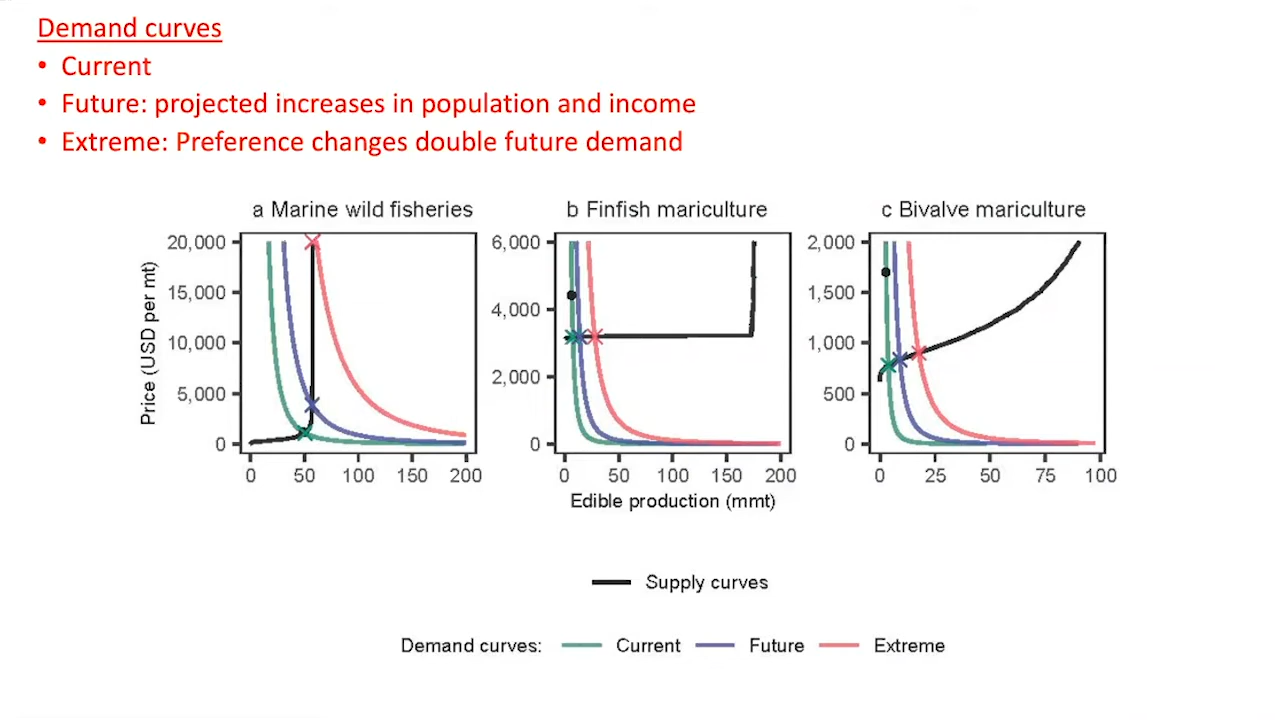 Demand curves
• Current
• Future: projected increases in population and income
• Extreme: Preference changes double future demand
a Marine wild fisheries
b Finfish mariculture
c Bivalve mariculture
Price (USD per mt)
20,000
15,000
10,000
5,000
0
0 50 100 150 200
6,000
4,000
2,000
0
0 50 100 150 200
2,000
1,500
1,000
500
0
0 25 50 75 100
Edible production (mmt)
Supply curves
Demand curves: Current Future Extreme